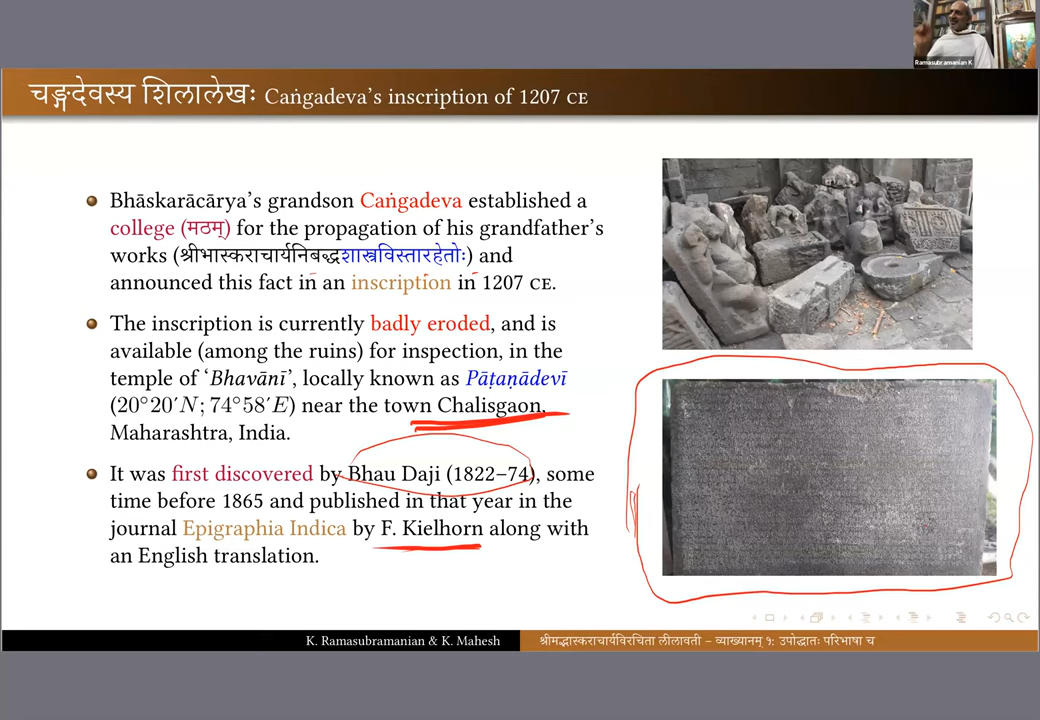 Ramasubramanian K
चङ्गदेवस्य शिलालेखः Caṅgadeva's inscription of 1207 CE
Bhāskarācārya's grandson Caṅgadeva established a
college (मठम्) for the propagation of his grandfather's
works (श्रीभास्कराचार्यनिबद्धशास्त्रविस्तारहेतोः) and
announced this fact in an inscription in 1207 CE.
The inscription is currently badly eroded, and is
available (among the ruins) for inspection, in the
temple of ‘Bhavānī’, locally known as Pāṭaṇādevī
(20°20´N; 74°58´E) near the town Chalisgaon,
Maharashtra, India.
It was first discovered by Bhau Daji (1822–74), some
time before 1865 and published in that year in the
journal Epigraphia Indica by F. Kielhorn along with
an English translation.
K. Ramasubramanian & K. Mahesh
श्रीमद्भास्कराचार्यविरचिता लीलावती – व्याख्यानम् १: उपोद्घातः परिभाषा च